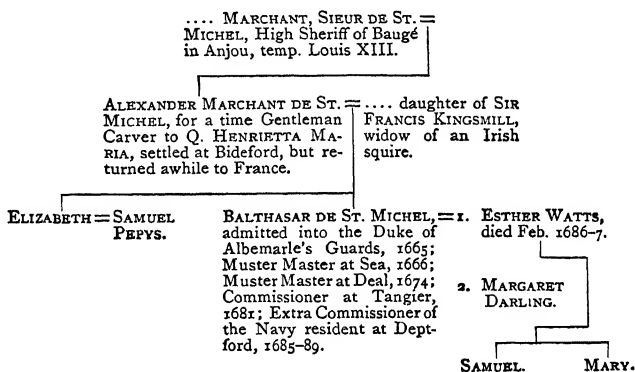 .... MARCHANT, SIEUR DE ST. =
MICHEL, High Sheriff of Baugé
in Anjou, temp. Louis XIII.
ALEXANDER MARCHANT DE ST. =
MICHEL, for a time Gentleman
Carver to Q. HENRIETTA MA-
RIA, settled at Bideford, but re-
turned awhile to France.
.... daughter of SIR
FRANCIS KINGSMILL,
widow of an Irish
squire.
ELIZABETH = SAMUEL
PEPYS.
BALTHASAR DE ST. MICHEL, =
admitted into the Duke of
Albemarle's Guards, 1665;
Muster Master at Sea, 1666;
Muster Master at Deal, 1674;
Commissioner at Tangier,
1681; Extra Commissioner of
the Navy resident at Dept-
ford, 1685–89.
1. ESTHER WATTS,
died Feb. 1686–7.
2. MARGARET
DARLING.
SAMUEL. MARY.